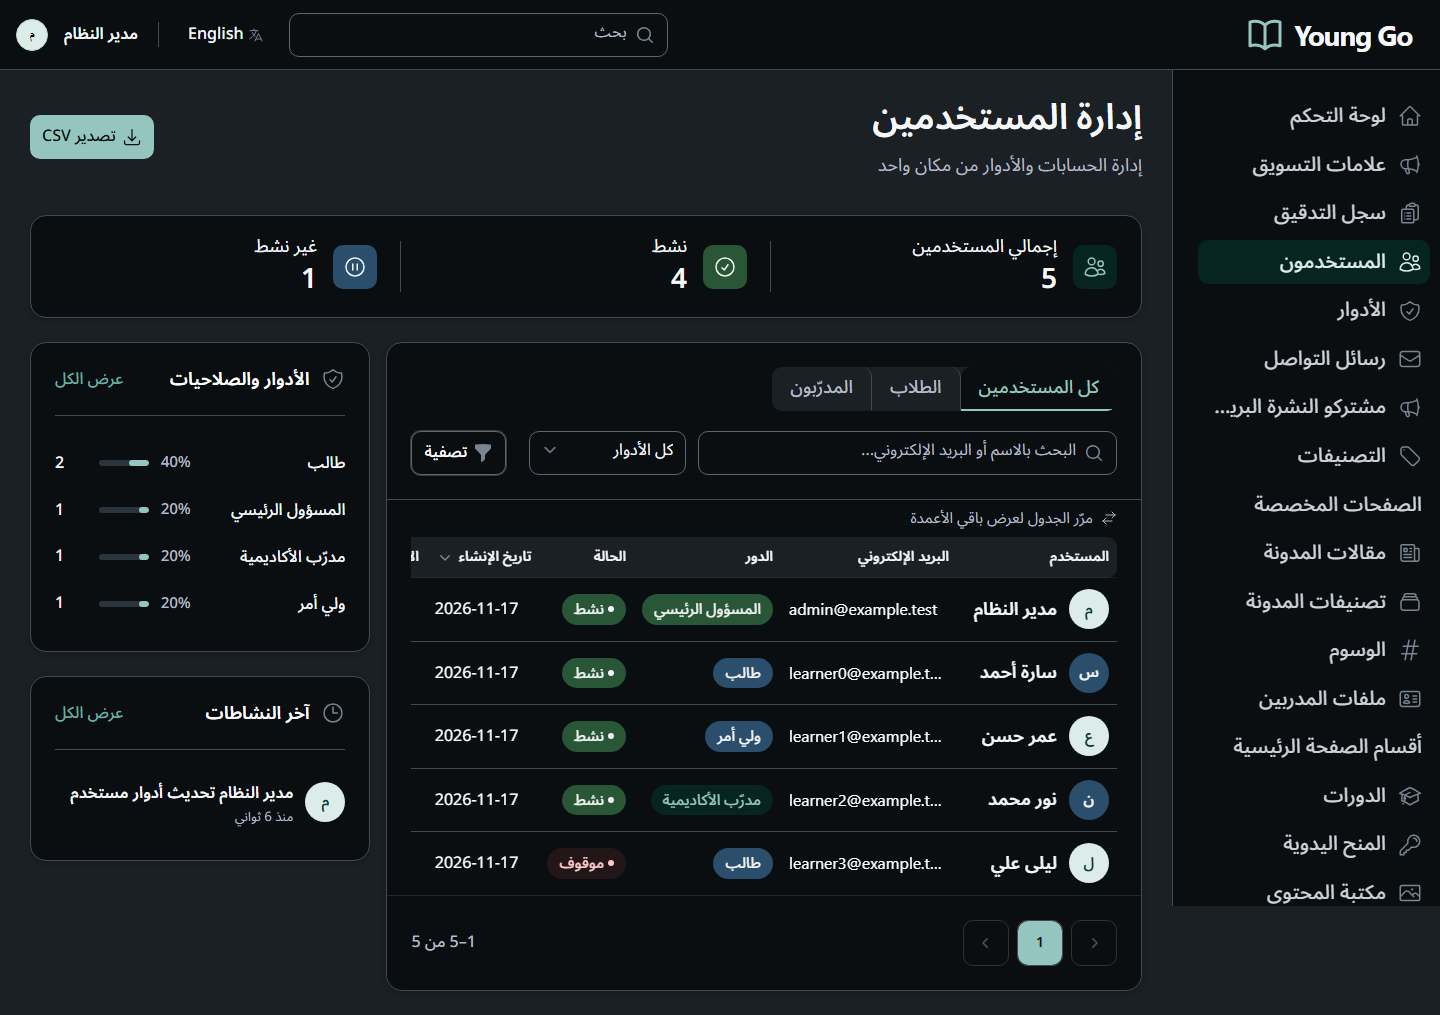 Young Go
بحث
English
مدير النظام
م
لوحة التحكم
علامات التسويق
سجل التدقيق
المستخدمون
الأدوار
رسائل التواصل
مشتركو النشرة البريـ...
التصنيفات
الصفحات المخصصة
مقالات المدونة
تصنيفات المدونة
الوسوم
ملفات المدربين
أقسام الصفحة الرئيسية
الدورات
المنح اليدوية
مكتبة المحتوى
إدارة المستخدمين
إدارة الحسابات والأدوار من مكان واحد
تصدير CSV
إجمالي المستخدمين
5
نشط
4
غير نشط
1
كل المستخدمين
الطلاب
المدرّبون
البحث بالاسم أو البريد الإلكتروني...
كل الأدوار
تصفية
مرّر الجدول لعرض باقي الأعمدة
المستخدم البريد الإلكتروني الدور الحالة تاريخ الإنشاء
م مدير النظام admin@example.test المسؤول الرئيسي نشط 2026-11-17
س سارة أحمد learner0@example.t... طالب نشط 2026-11-17
ع عمر حسن learner1@example.t... ولي أمر نشط 2026-11-17
ن نور محمد learner2@example.t... مدرّب الأكاديمية نشط 2026-11-17
ل ليلى علي learner3@example.t... طالب موقوف 2026-11-17
1
1–5 من 5
الأدوار والصلاحيات
عرض الكل
طالب 40% 2
المسؤول الرئيسي 20% 1
مدرّب الأكاديمية 20% 1
ولي أمر 20% 1
آخر النشاطات
عرض الكل
م
مدير النظام تحديث أدوار مستخدم
منذ 6 ثواني